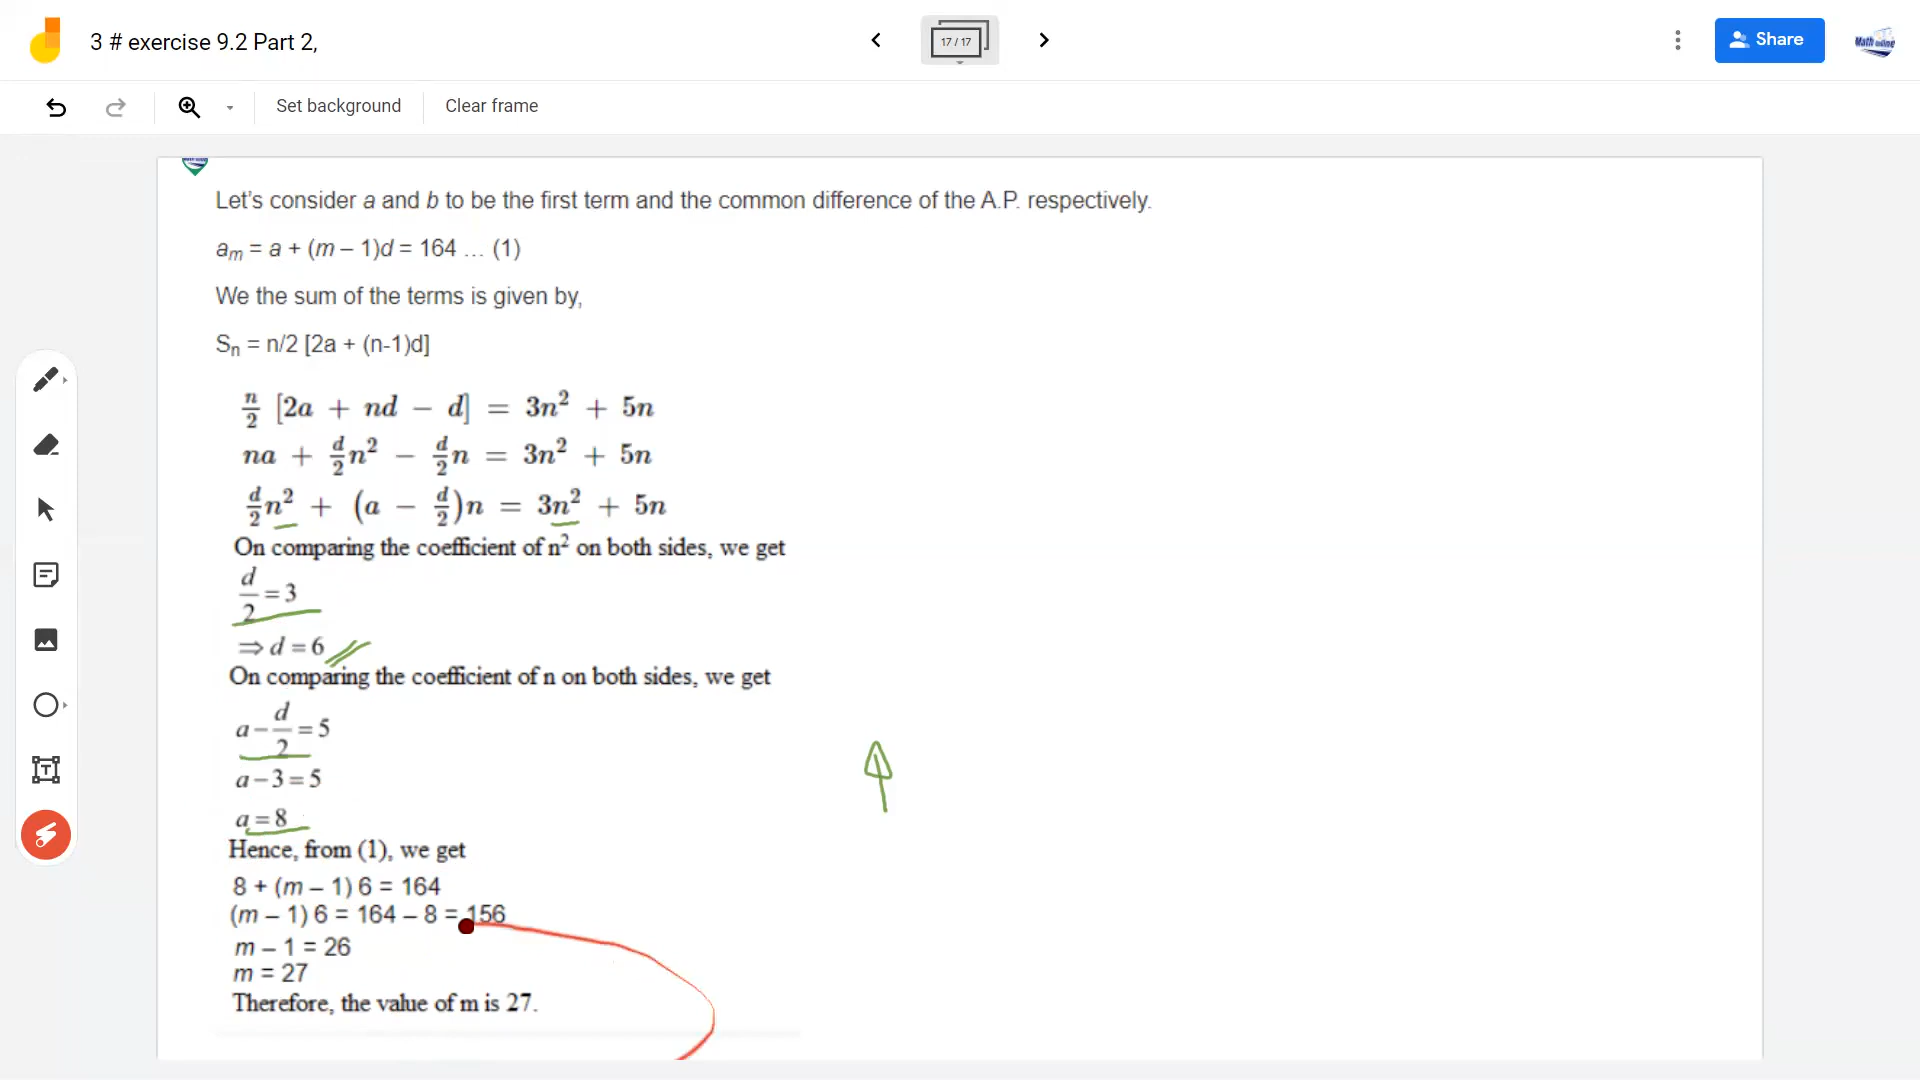 3 # exercise 9.2 Part 2,
17 / 17
Share
Math online
Set background
Clear frame
Let's consider a and b to be the first term and the common difference of the A.P. respectively.
aₘ = a + (m – 1)d = 164 … (1)
We the sum of the terms is given by,
Sₙ = n/2 [2a + (n-1)d]
n/2 [2a + nd − d] = 3n² + 5n
na + d/2 n² − d/2 n = 3n² + 5n
d/2 n² + (a − d/2)n = 3n² + 5n
On comparing the coefficient of n² on both sides, we get
d/2 = 3
⇒ d = 6
On comparing the coefficient of n on both sides, we get
a − d/2 = 5
a − 3 = 5
a = 8
Hence, from (1), we get
8 + (m – 1) 6 = 164
(m – 1) 6 = 164 – 8 = 156
m – 1 = 26
m = 27
Therefore, the value of m is 27.